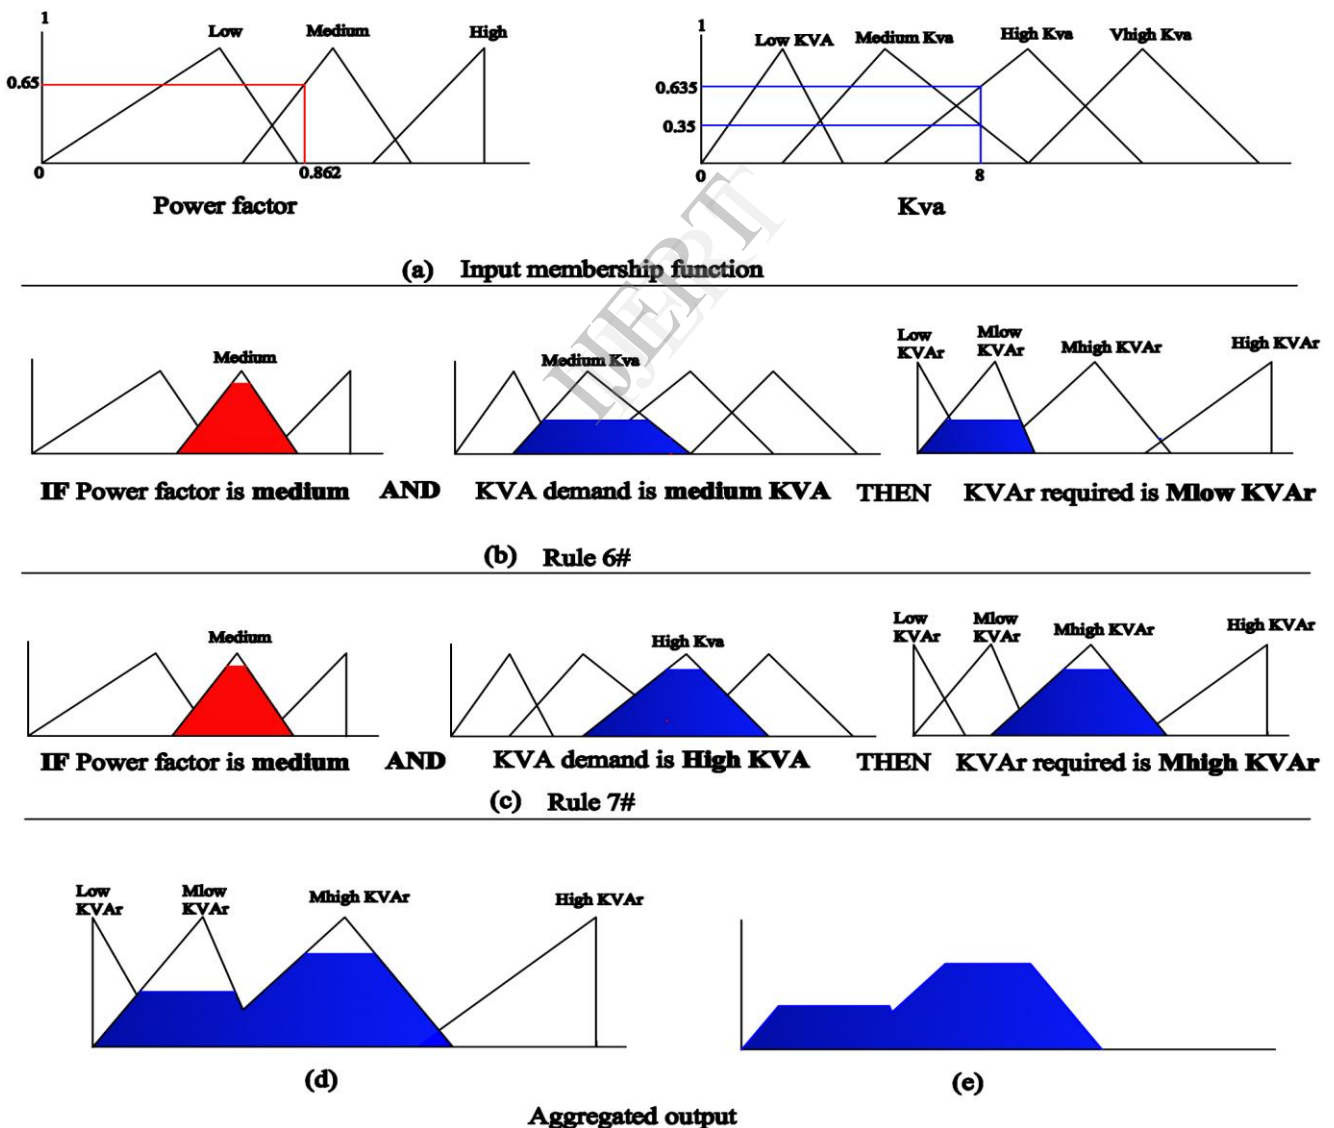 1
Low
Medium
High
0.65
0
0.862
Power factor
1
Low KVA
Medium Kva
High Kva
Vhigh Kva
0.635
0.35
0
8
Kva
IJERT
(a) Input membership function
Medium
Medium Kva
Low
KVAr
Mlow
KVAr
Mhigh KVAr
High KVAr
IF Power factor is medium AND KVA demand is medium KVA THEN KVAr required is Mlow KVAr
(b) Rule 6#
Medium
High Kva
Low
KVAr
Mlow
KVAr
Mhigh KVAr
High KVAr
IF Power factor is medium AND KVA demand is High KVA THEN KVAr required is Mhigh KVAr
(c) Rule 7#
Low
KVAr
Mlow
KVAr
Mhigh KVAr
High KVAr
(d)
(e)
Aggregated output